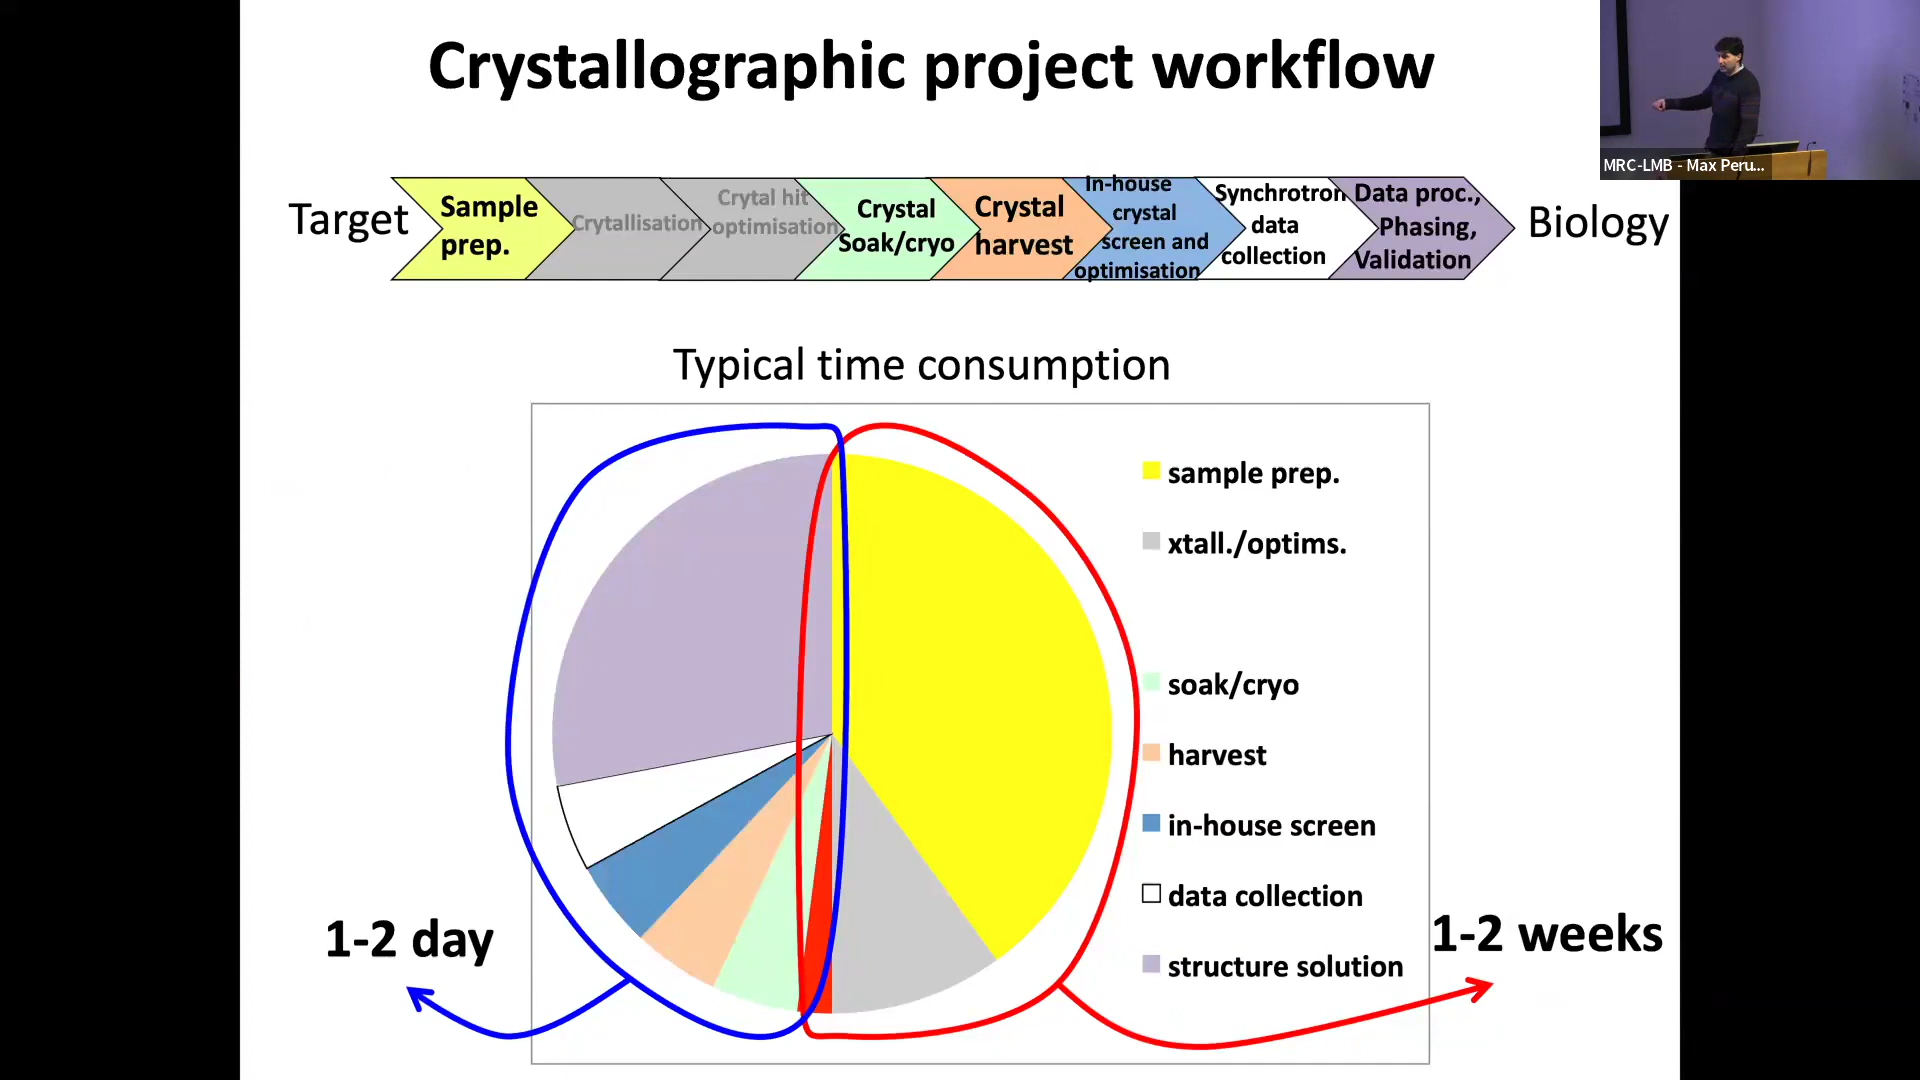 Crystallographic project workflow
MRC-LMB - Max Peru...
Target
Sample
prep.
Crytallisation
Crytal hit
optimisation
Crystal
Soak/cryo
Crystal
harvest
In-house
crystal
screen and
optimisation
Synchrotron
data
collection
Data proc.,
Phasing,
Validation
Biology
Typical time consumption
sample prep.
xtall./optims.
soak/cryo
harvest
in-house screen
data collection
structure solution
1-2 day
1-2 weeks